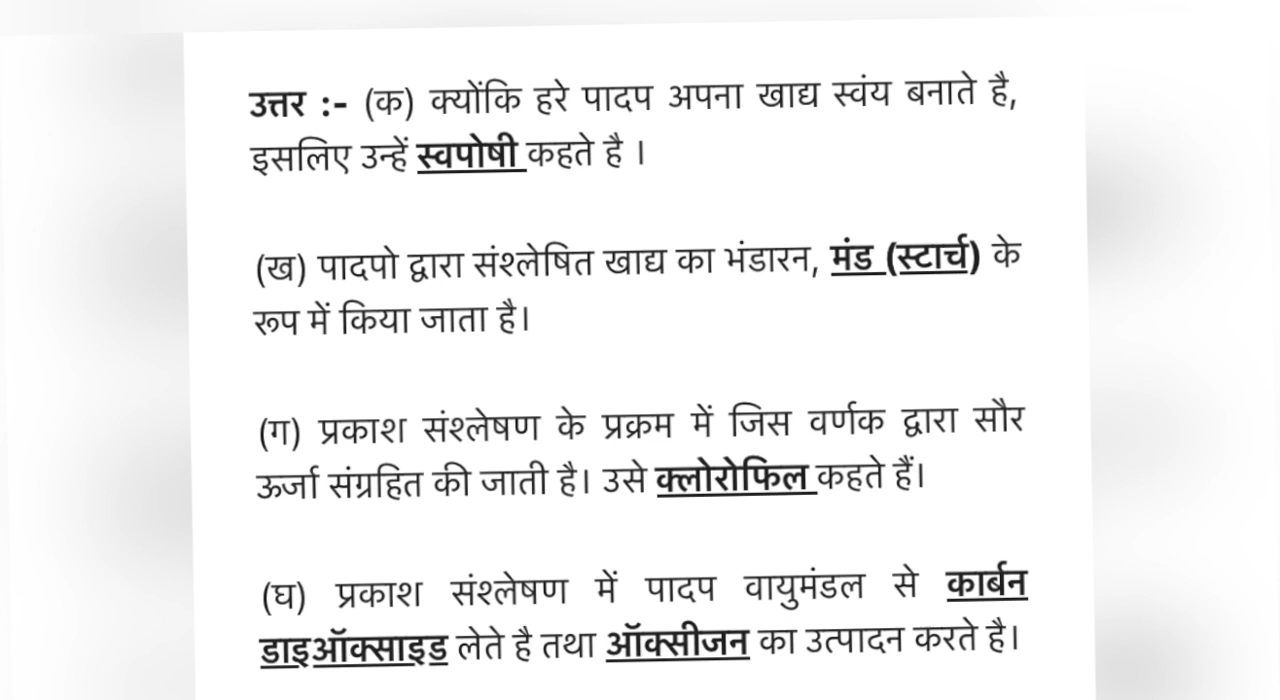 उत्तर :- (क) क्योंकि हरे पादप अपना खाद्य स्वंय बनाते है,
इसलिए उन्हें स्वपोषी कहते है ।
(ख) पादपो द्वारा संश्लेषित खाद्य का भंडारन, मंड (स्टार्च) के
रूप में किया जाता है।
(ग) प्रकाश संश्लेषण के प्रक्रम में जिस वर्णक द्वारा सौर
ऊर्जा संग्रहित की जाती है। उसे क्लोरोफिल कहते हैं।
(घ) प्रकाश संश्लेषण में पादप वायुमंडल से कार्बन
डाइऑक्साइड लेते है तथा ऑक्सीजन का उत्पादन करते है।